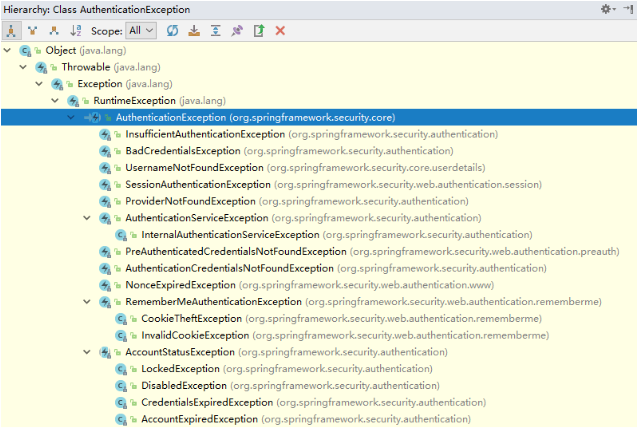 Hierarchy: Class AuthenticationException
Scope: All
Object (java.lang)
Throwable (java.lang)
Exception (java.lang)
RuntimeException (java.lang)
AuthenticationException (org.springframework.security.core)
InsufficientAuthenticationException (org.springframework.security.authentication)
BadCredentialsException (org.springframework.security.authentication)
UsernameNotFoundException (org.springframework.security.core.userdetails)
SessionAuthenticationException (org.springframework.security.web.authentication.session)
ProviderNotFoundException (org.springframework.security.authentication)
AuthenticationServiceException (org.springframework.security.authentication)
InternalAuthenticationServiceException (org.springframework.security.authentication)
PreAuthenticatedCredentialsNotFoundException (org.springframework.security.web.authentication.preauth)
AuthenticationCredentialsNotFoundException (org.springframework.security.authentication)
NonceExpiredException (org.springframework.security.web.authentication.www)
RememberMeAuthenticationException (org.springframework.security.web.authentication.rememberme)
CookieTheftException (org.springframework.security.web.authentication.rememberme)
InvalidCookieException (org.springframework.security.web.authentication.rememberme)
AccountStatusException (org.springframework.security.authentication)
LockedException (org.springframework.security.authentication)
DisabledException (org.springframework.security.authentication)
CredentialsExpiredException (org.springframework.security.authentication)
AccountExpiredException (org.springframework.security.authentication)